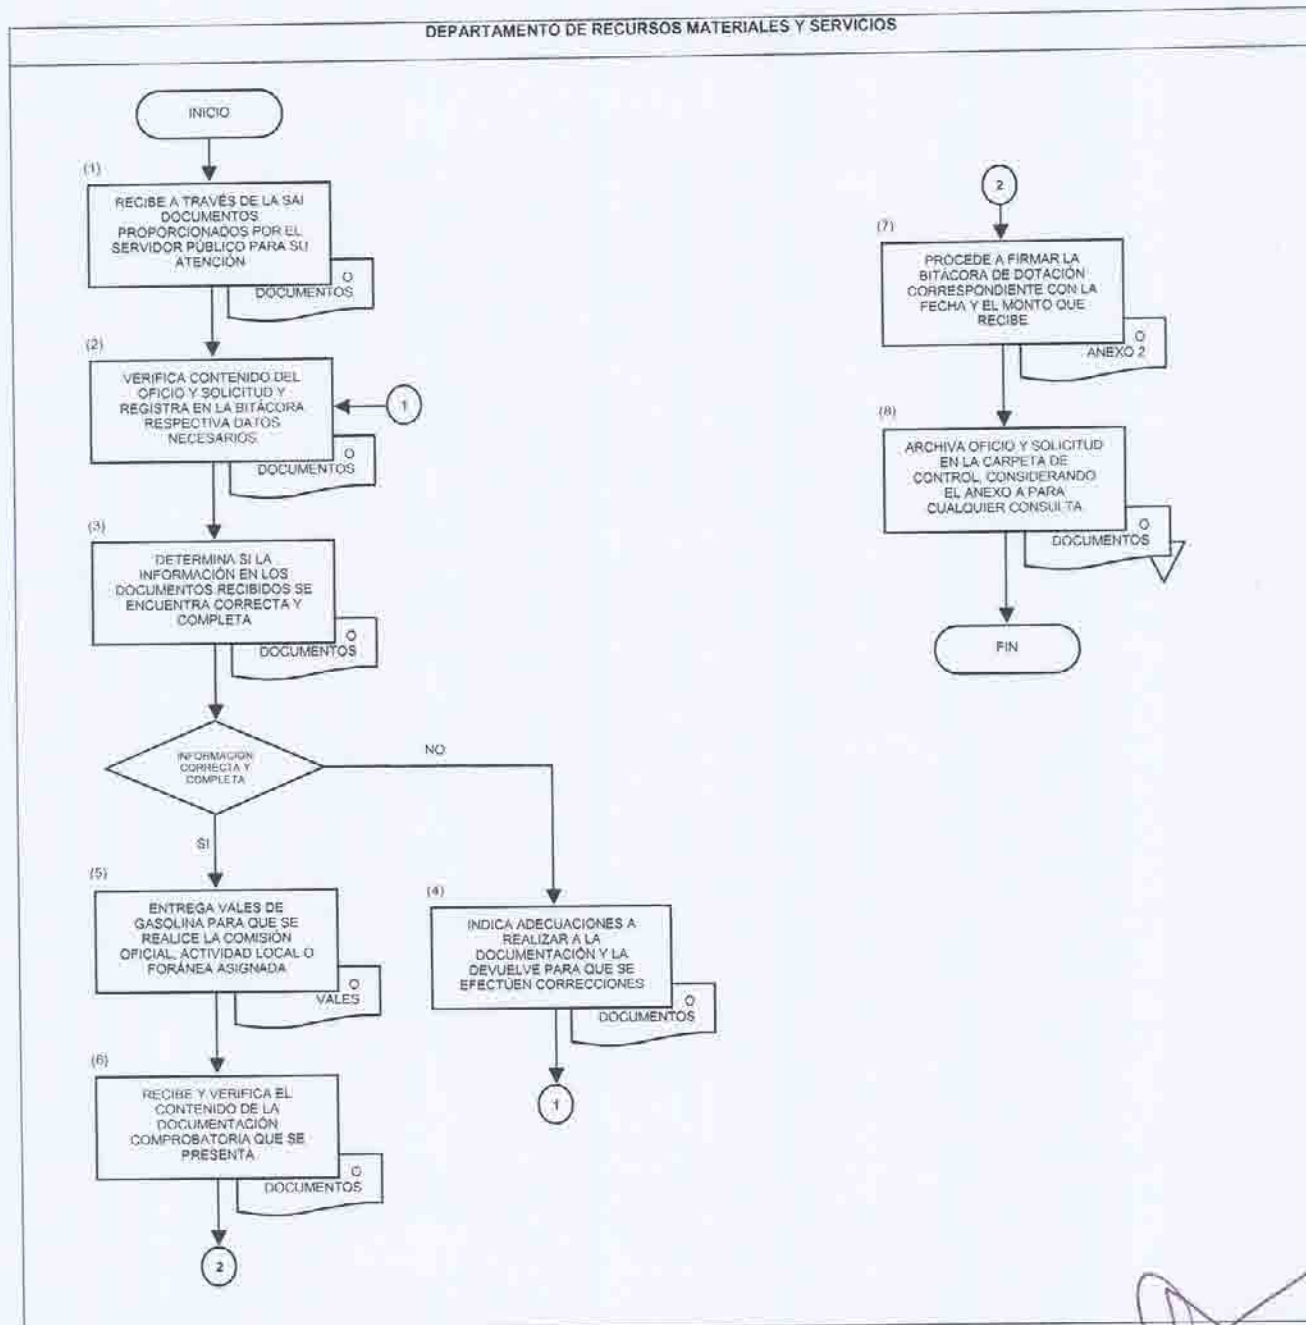 DEPARTAMENTO DE RECURSOS MATERIALES Y SERVICIOS
INICIO
(1)
RECIBE A TRAVÉS DE LA SAI
DOCUMENTOS
PROPORCIONADOS POR EL
SERVIDOR PÚBLICO PARA SU
ATENCIÓN
O
DOCUMENTOS
(2)
VERIFICA CONTENIDO DEL
OFICIO Y SOLICITUD Y
REGISTRA EN LA BITÁCORA
RESPECTIVA DATOS
NECESARIOS
1
O
DOCUMENTOS
(3)
DETERMINA SI LA
INFORMACIÓN EN LOS
DOCUMENTOS RECIBIDOS SE
ENCUENTRA CORRECTA Y
COMPLETA
O
DOCUMENTOS
INFORMACIÓN
CORRECTA Y
COMPLETA
NO
SI
(5)
ENTREGA VALES DE
GASOLINA PARA QUE SE
REALICE LA COMISIÓN
OFICIAL, ACTIVIDAD LOCAL O
FORÁNEA ASIGNADA
O
VALES
(4)
INDICA ADECUACIONES A
REALIZAR A LA
DOCUMENTACIÓN Y LA
DEVUELVE PARA QUE SE
EFECTÚEN CORRECCIONES
O
DOCUMENTOS
1
(6)
RECIBE Y VERIFICA EL
CONTENIDO DE LA
DOCUMENTACIÓN
COMPROBATORIA QUE SE
PRESENTA
O
DOCUMENTOS
2
2
(7)
PROCEDE A FIRMAR LA
BITÁCORA DE DOTACIÓN
CORRESPONDIENTE CON LA
FECHA Y EL MONTO QUE
RECIBE
O
ANEXO 2
(8)
ARCHIVA OFICIO Y SOLICITUD
EN LA CARPETA DE
CONTROL, CONSIDERANDO
EL ANEXO A PARA
CUALQUIER CONSULTA
O
DOCUMENTOS
FIN